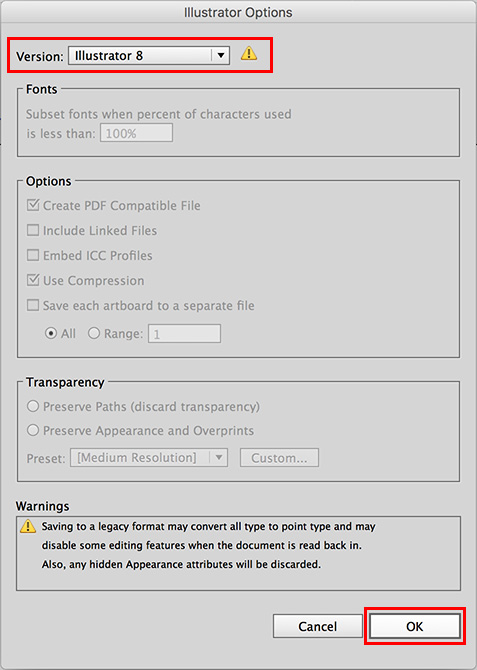 Illustrator Options
Version: Illustrator 8
Fonts
Subset fonts when percent of characters used
is less than: 100%
Options
Create PDF Compatible File
Include Linked Files
Embed ICC Profiles
Use Compression
Save each artboard to a separate file
All Range: 1
Transparency
Preserve Paths (discard transparency)
Preserve Appearance and Overprints
Preset: [Medium Resolution] Custom...
Warnings
Saving to a legacy format may convert all type to point type and may
disable some editing features when the document is read back in.
Also, any hidden Appearance attributes will be discarded.
Cancel OK